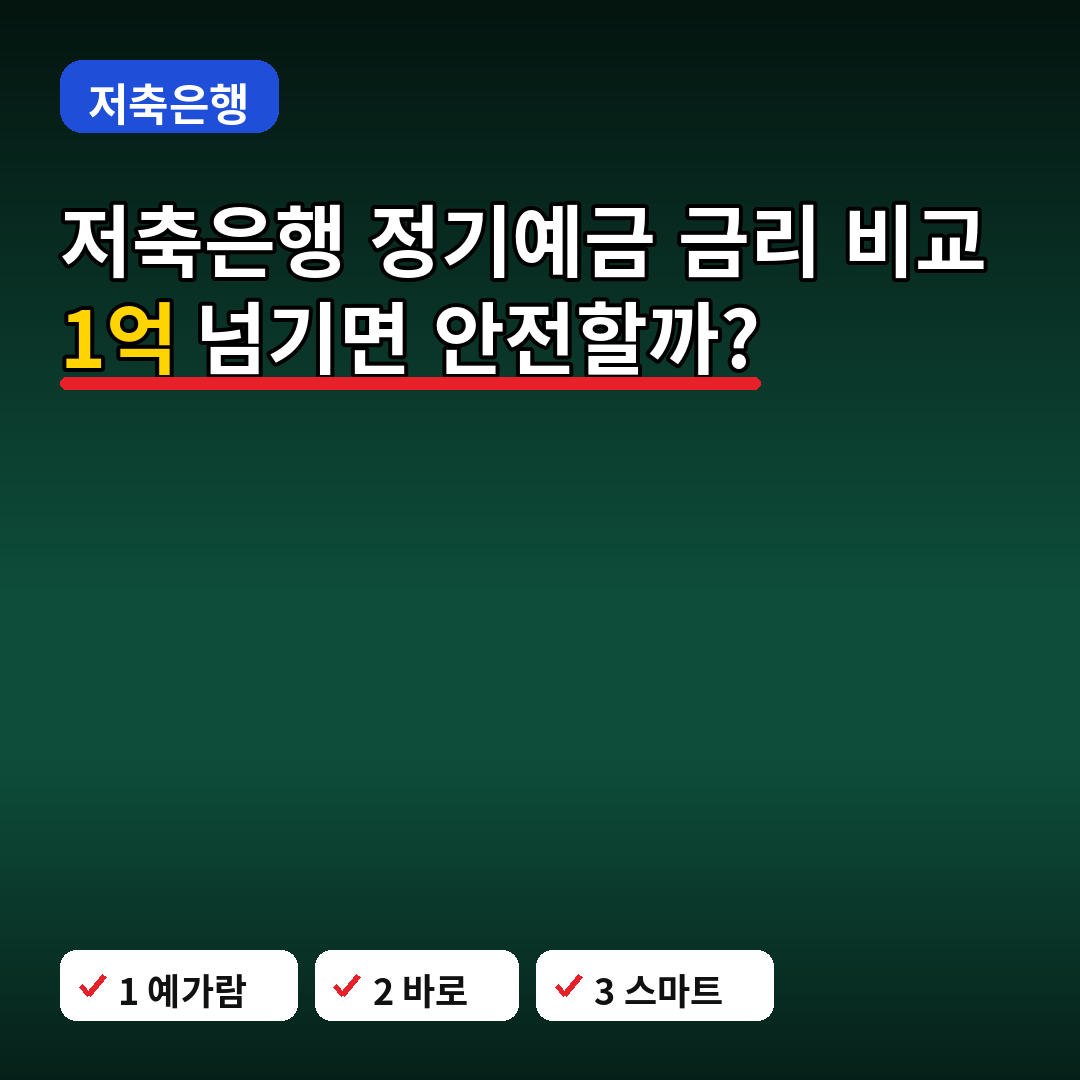 저축은행
저축은행 정기예금 금리 비교
1억 넘기면 안전할까?
1 예가람
2 바로
3 스마트